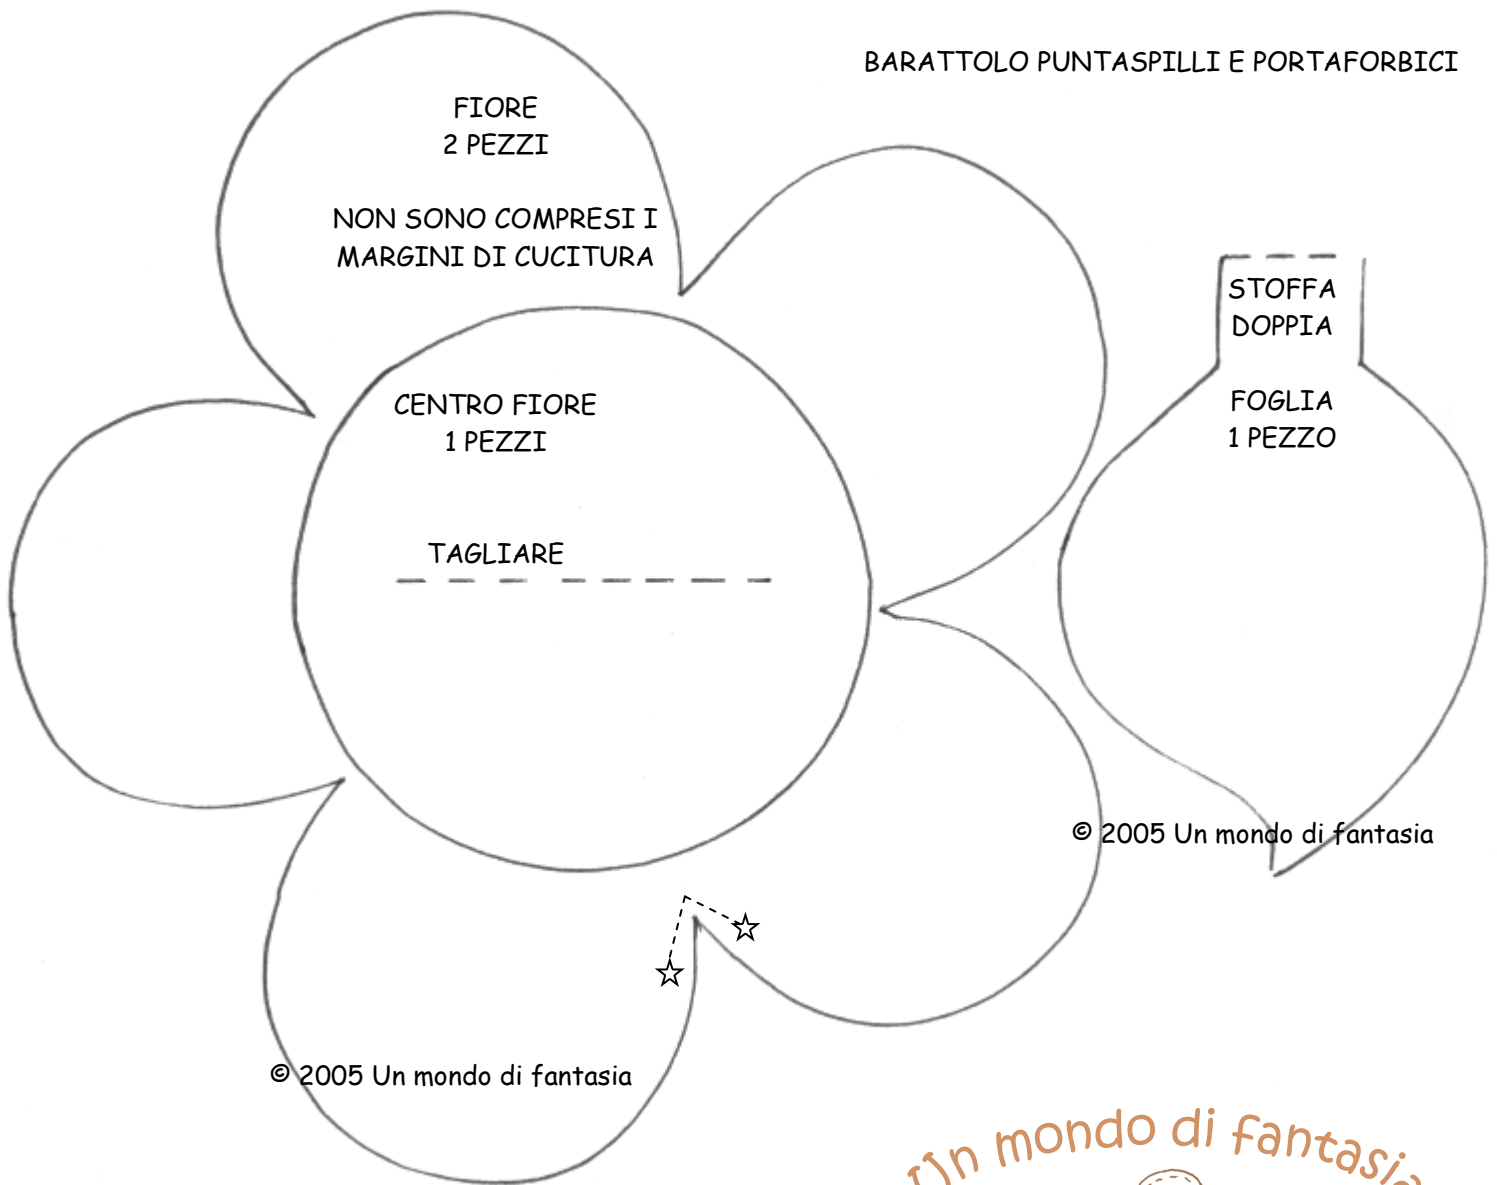 BARATTOLO PUNTASPILLI E PORTAFORBICI
FIORE
2 PEZZI
NON SONO COMPRESI I
MARGINI DI CUCITURA
STOFFA
DOPPIA
FOGLIA
1 PEZZO
CENTRO FIORE
1 PEZZI
TAGLIARE
© 2005 Un mondo di fantasia
© 2005 Un mondo di fantasia
Un mondo di fantasia